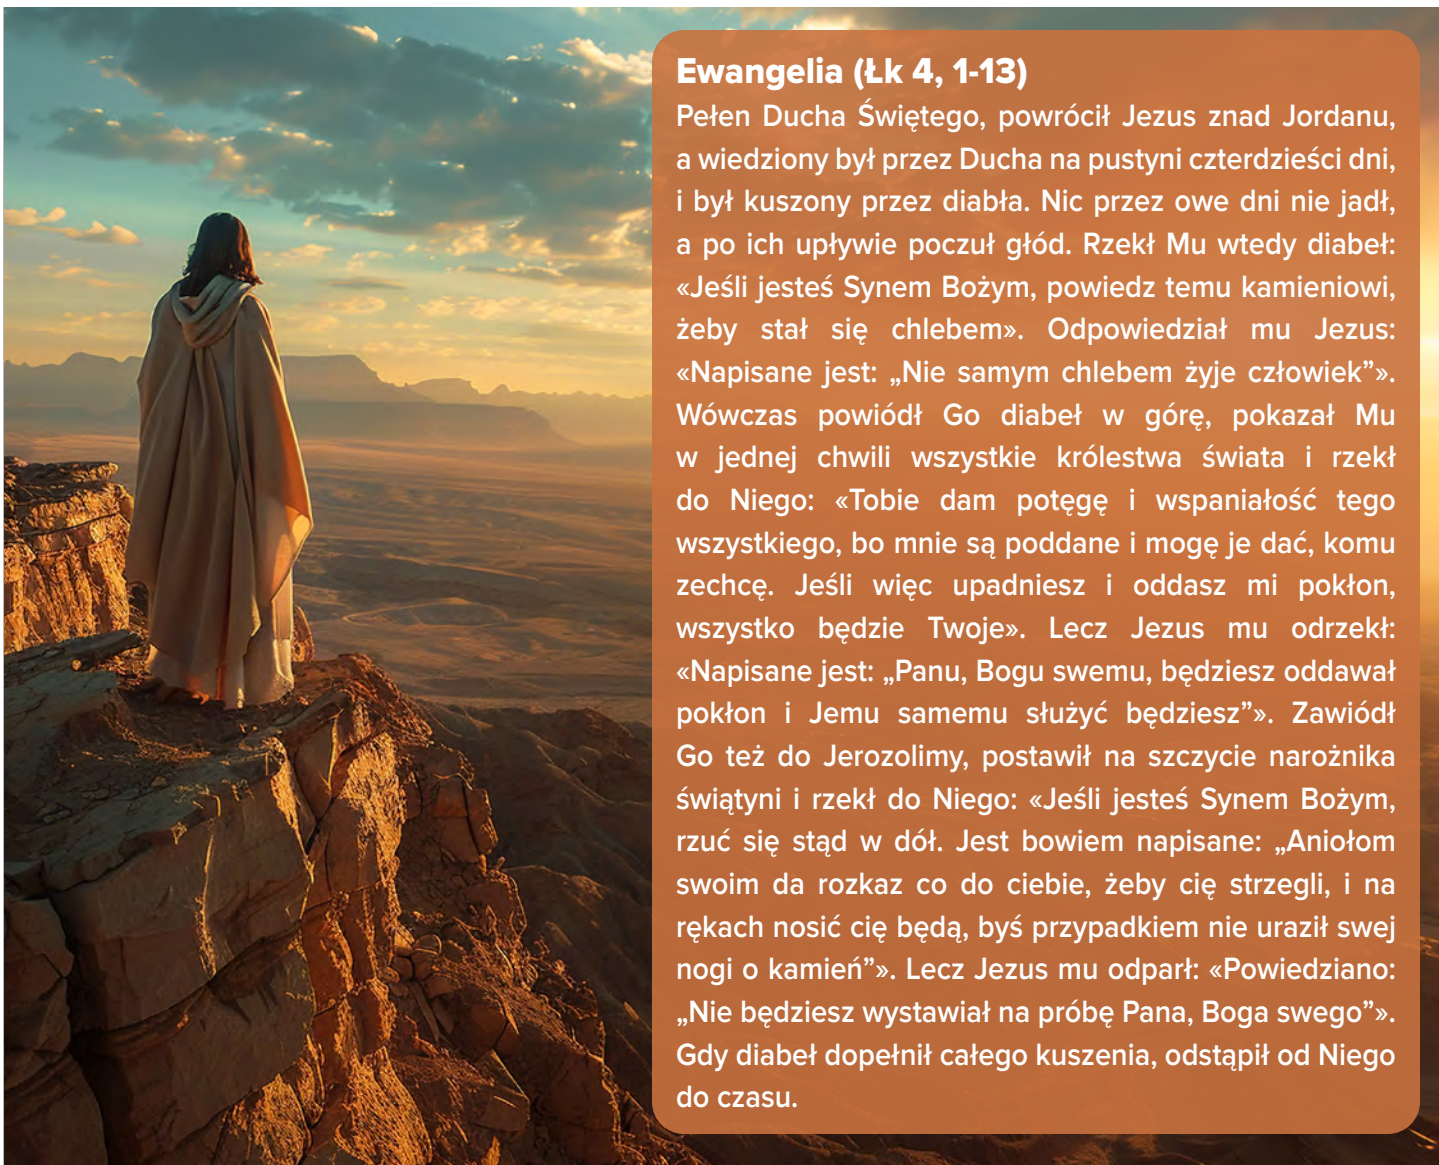 Ewangelia (Łk 4, 1-13)
Pełen Ducha Świętego, powrócił Jezus znad Jordanu,
a wiedziony był przez Ducha na pustyni czterdzieści dni,
i był kuszony przez diabła. Nic przez owe dni nie jadł,
a po ich upływie poczuł głód. Rzekł Mu wtedy diabeł:
«Jeśli jesteś Synem Bożym, powiedz temu kamieniowi,
żeby stał się chlebem». Odpowiedział mu Jezus:
«Napisane jest: „Nie samym chlebem żyje człowiek”».
Wówczas powiódł Go diabeł w górę, pokazał Mu
w jednej chwili wszystkie królestwa świata i rzekł
do Niego: «Tobie dam potęgę i wspaniałość tego
wszystkiego, bo mnie są poddane i mogę je dać, komu
zechcę. Jeśli więc upadniesz i oddasz mi pokłon,
wszystko będzie Twoje». Lecz Jezus mu odrzekł:
«Napisane jest: „Panu, Bogu swemu, będziesz oddawał
pokłon i Jemu samemu służyć będziesz”». Zawiódł
Go też do Jerozolimy, postawił na szczycie narożnika
świątyni i rzekł do Niego: «Jeśli jesteś Synem Bożym,
rzuć się stąd w dół. Jest bowiem napisane: „Aniołom
swoim da rozkaz co do ciebie, żeby cię strzegli, i na
rękach nosić cię będą, byś przypadkiem nie uraził swej
nogi o kamień”». Lecz Jezus mu odparł: «Powiedziano:
„Nie będziesz wystawiał na próbę Pana, Boga swego”».
Gdy diabeł dopełnił całego kuszenia, odstąpił od Niego
do czasu.